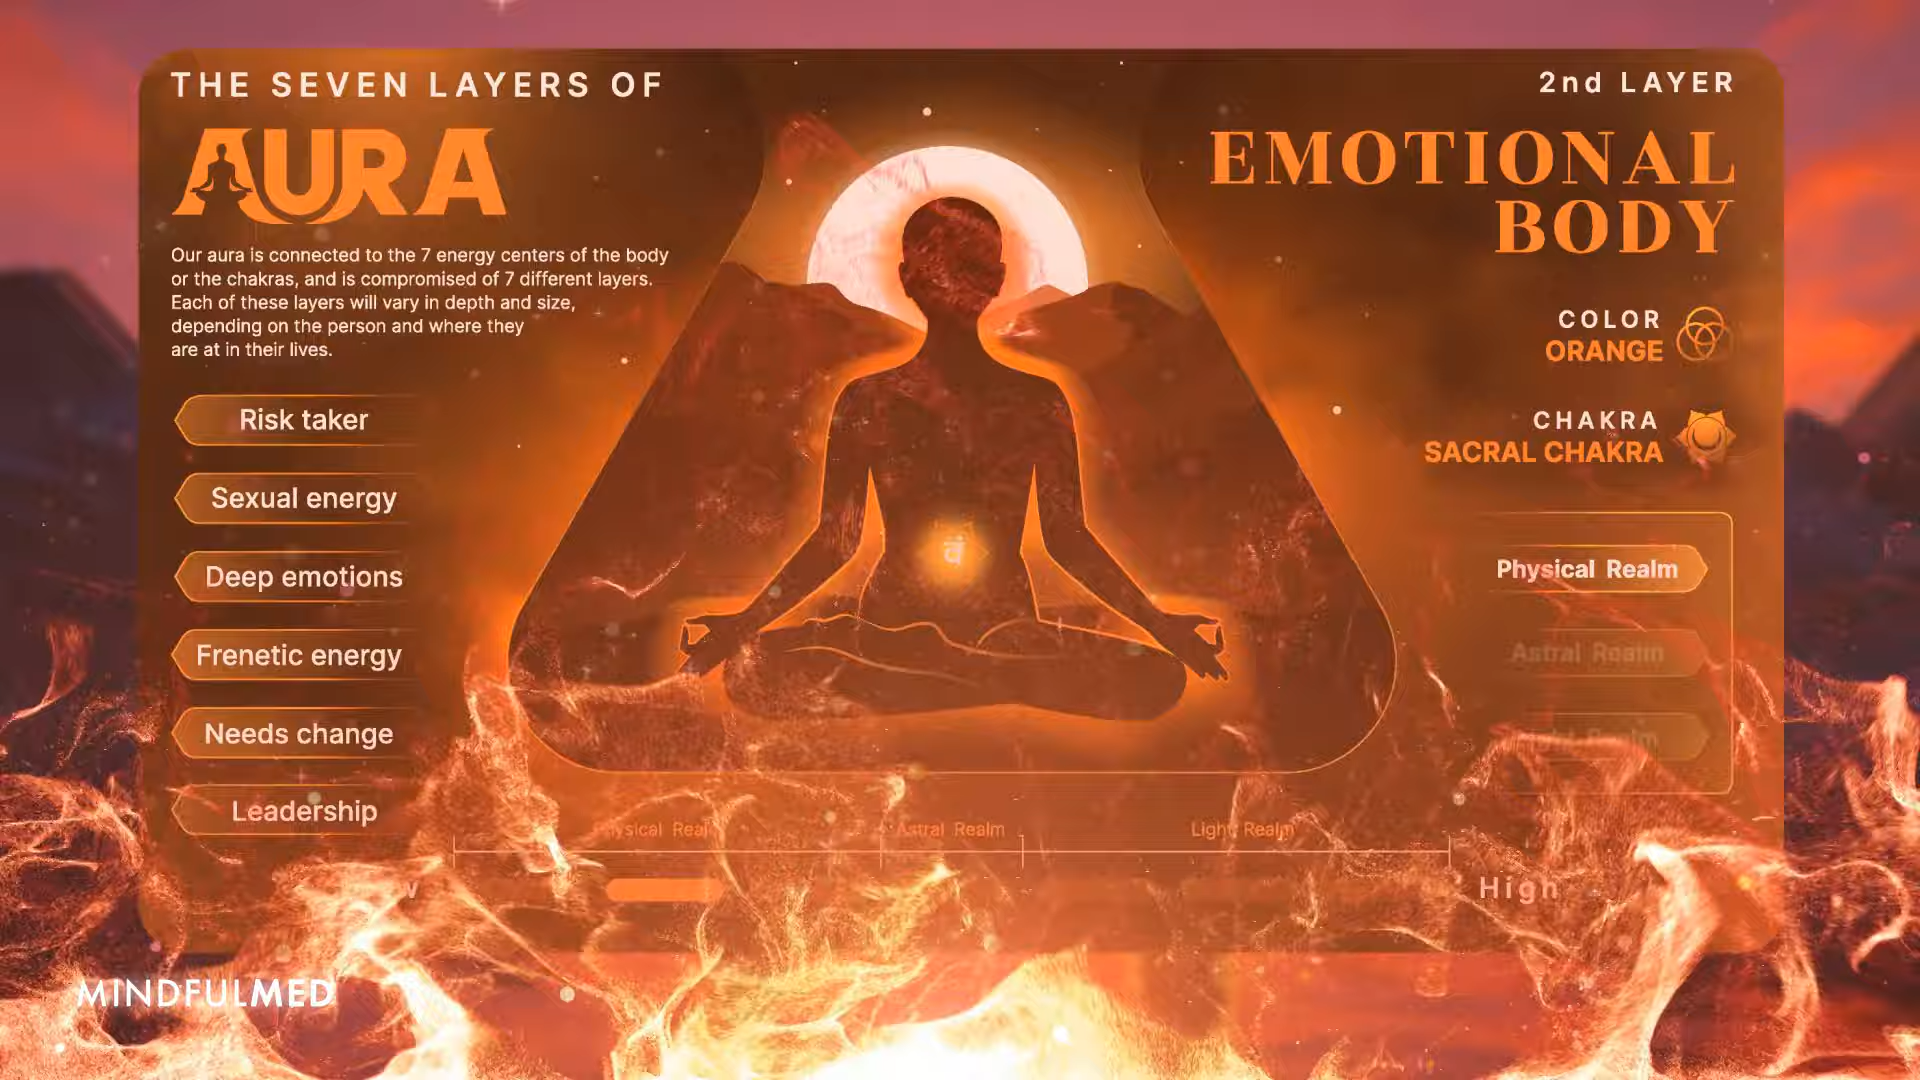 THE SEVEN LAYERS OF
AURA
Our aura is connected to the 7 energy centers of the body
or the chakras, and is compromised of 7 different layers.
Each of these layers will vary in depth and size,
depending on the person and where they
are at in their lives.
Risk taker
Sexual energy
Deep emotions
Frenetic energy
Needs change
Leadership
2nd LAYER
EMOTIONAL
BODY
COLOR
ORANGE
CHAKRA
SACRAL CHAKRA
Physical Realm
Astral Realm
Realm
वं
Physical Realm
Astral Realm
Light Realm
High
MINDFULMED